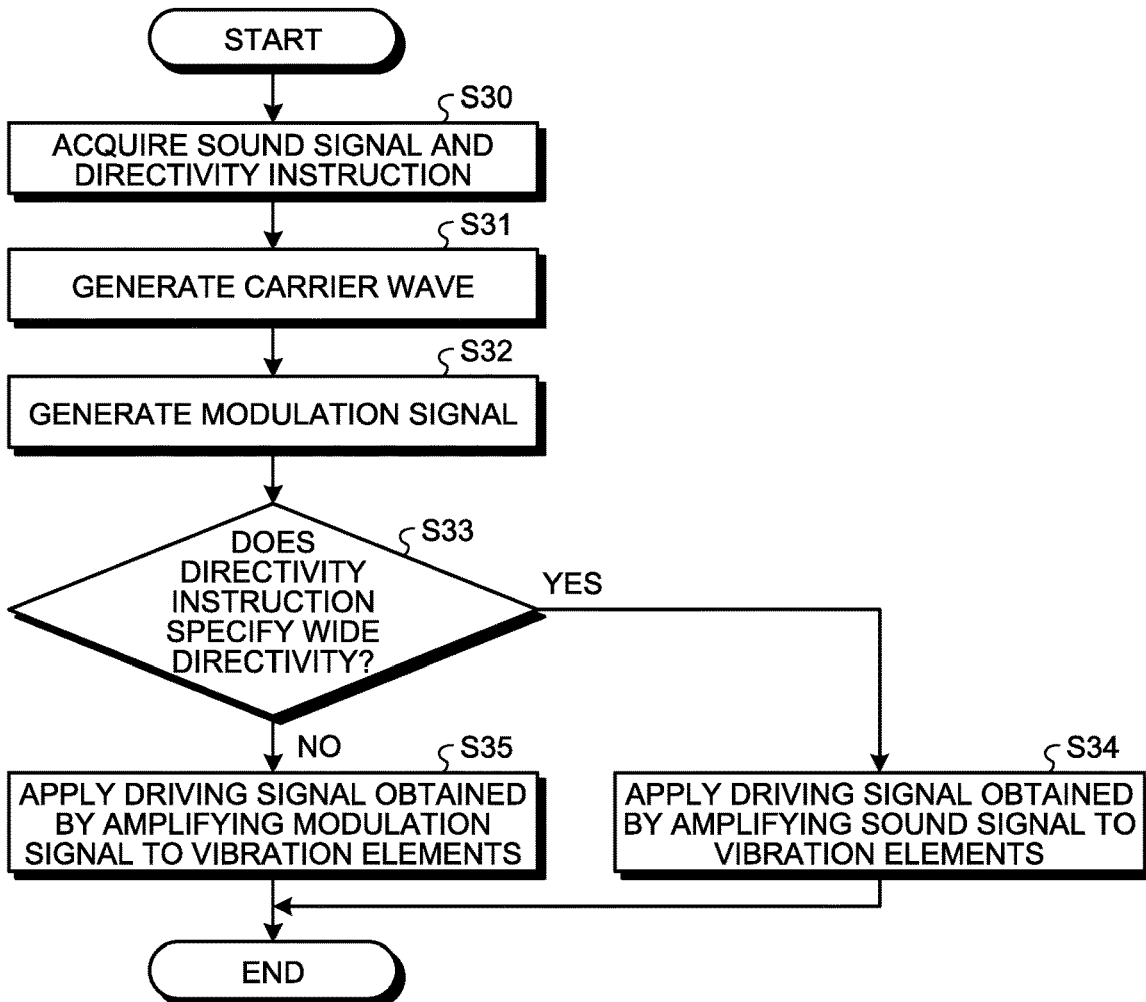 START
S30
ACQUIRE SOUND SIGNAL AND
DIRECTIVITY INSTRUCTION
S31
GENERATE CARRIER WAVE
S32
GENERATE MODULATION SIGNAL
S33
DOES
DIRECTIVITY
INSTRUCTION
SPECIFY WIDE
DIRECTIVITY?
YES
NO
S35
APPLY DRIVING SIGNAL OBTAINED
BY AMPLIFYING MODULATION
SIGNAL TO VIBRATION ELEMENTS
S34
APPLY DRIVING SIGNAL OBTAINED
BY AMPLIFYING SOUND SIGNAL TO
VIBRATION ELEMENTS
END